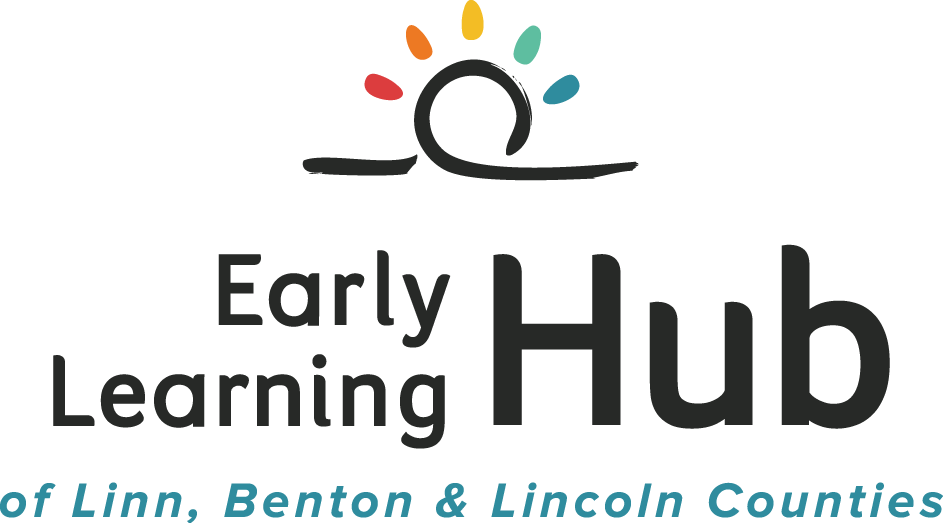 Early
Learning
Hub
of Linn, Benton & Lincoln Counties